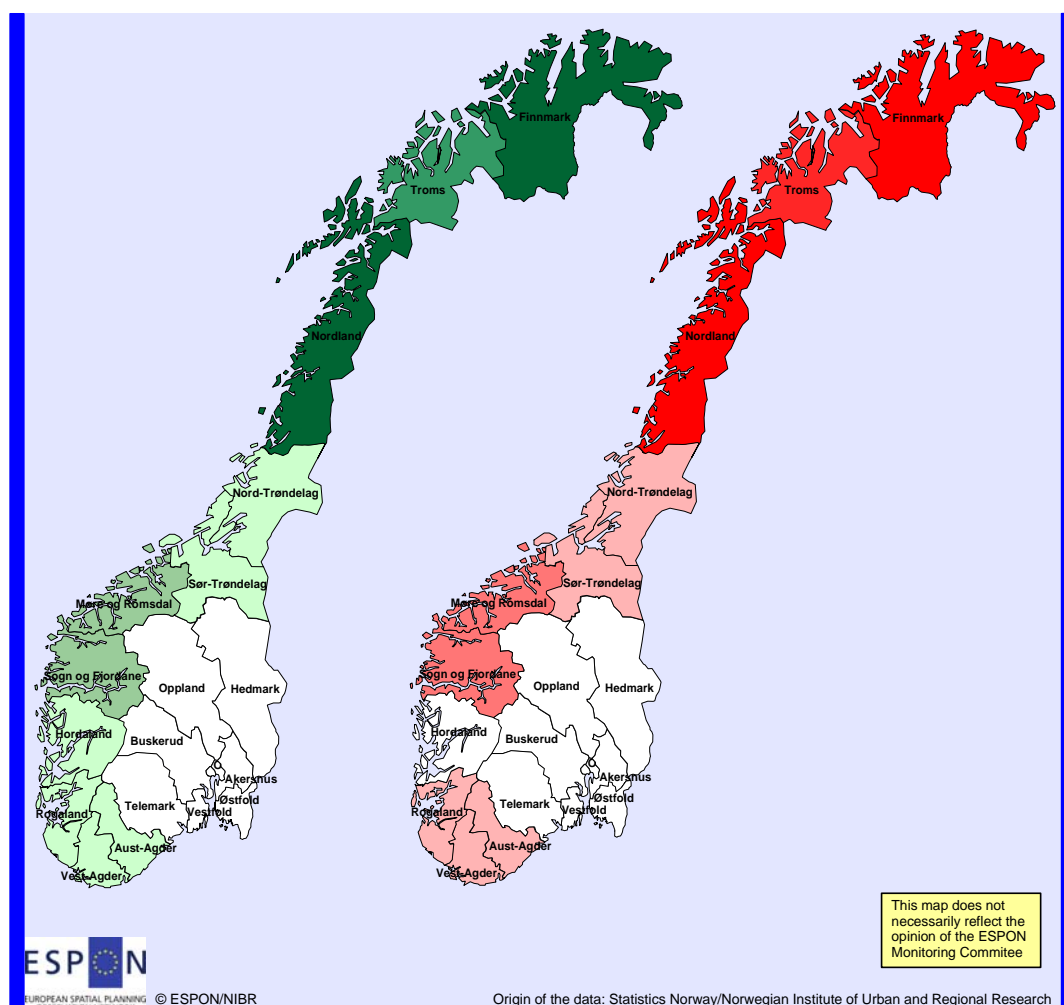 Finnmark
Troms
Nordland
Nord-Trøndelag
Sør-Trøndelag
Møre og Romsdal
Sogn og Fjordane
Oppland
Hedmark
Hordaland
Buskerud
O
Akersnus
Telemark
Østfold
Vestfold
Rogaland
Aust-Agder
Vest-Agder
Finnmark
Troms
Nordland
Nord-Trøndelag
Sør-Trøndelag
Møre og Romsdal
Sogn og Fjordane
Oppland
Hedmark
Hordaland
Buskerud
O
Akersnus
Telemark
Østfold
Vestfold
Rogaland
Aust-Agder
Vest-Agder
This map does not
necessarily reflect the
opinion of the ESPON
Monitoring Commitee
ESPON
EUROPEAN SPATIAL PLANNING
© ESPON/NIBR
Origin of the data: Statistics Norway/Norwegian Institute of Urban and Regional Research